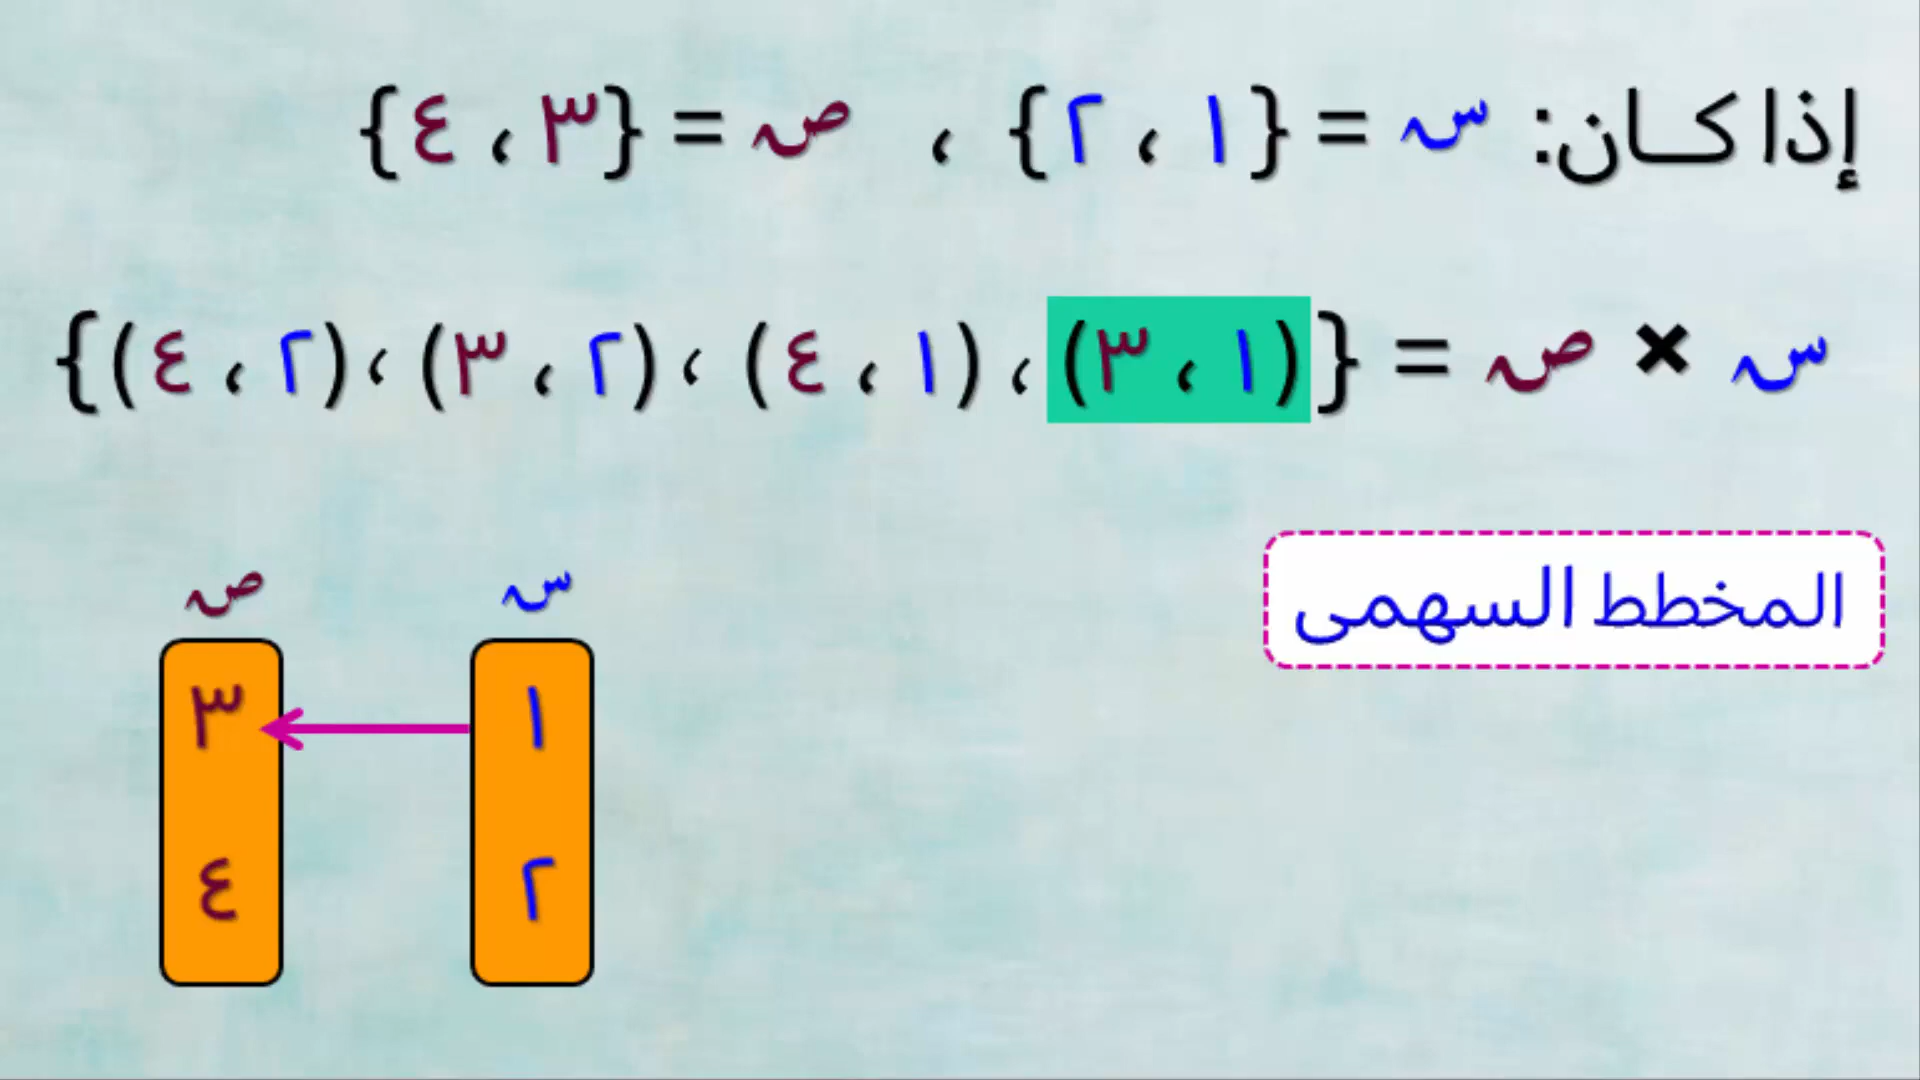 إذا كان: س = {١ ، ٢} ، ص = {٣ ، ٤}
س × ص = {(١ ، ٣) ، (١ ، ٤) ، (٢ ، ٣) ، (٢ ، ٤)}
المخطط السهمى
س ص
١ ٣
٢ ٤